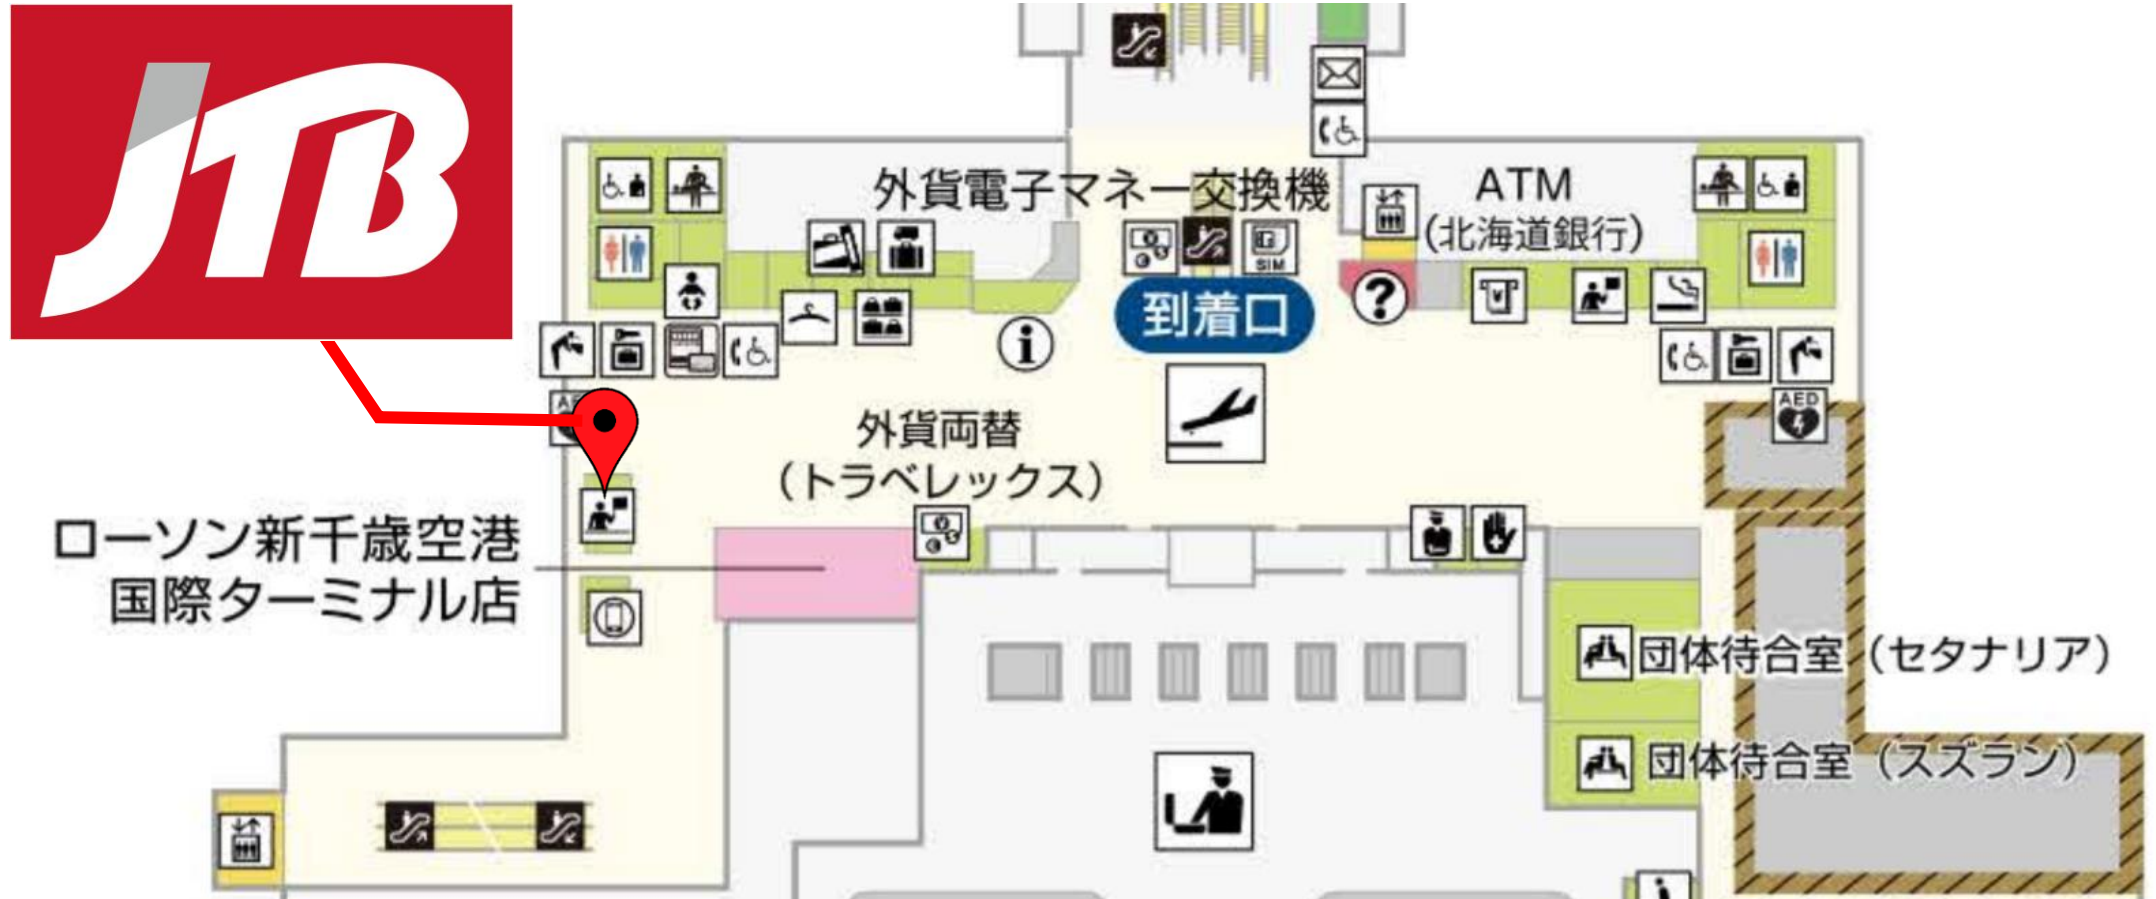 JTB
外貨電子マネー交換機
ATM
(北海道銀行)
SIM
?
到着口
i
AED
外貨両替
(トラベレックス)
ローソン新千歳空港
国際ターミナル店
団体待合室(セタナリア)
団体待合室(スズラン)